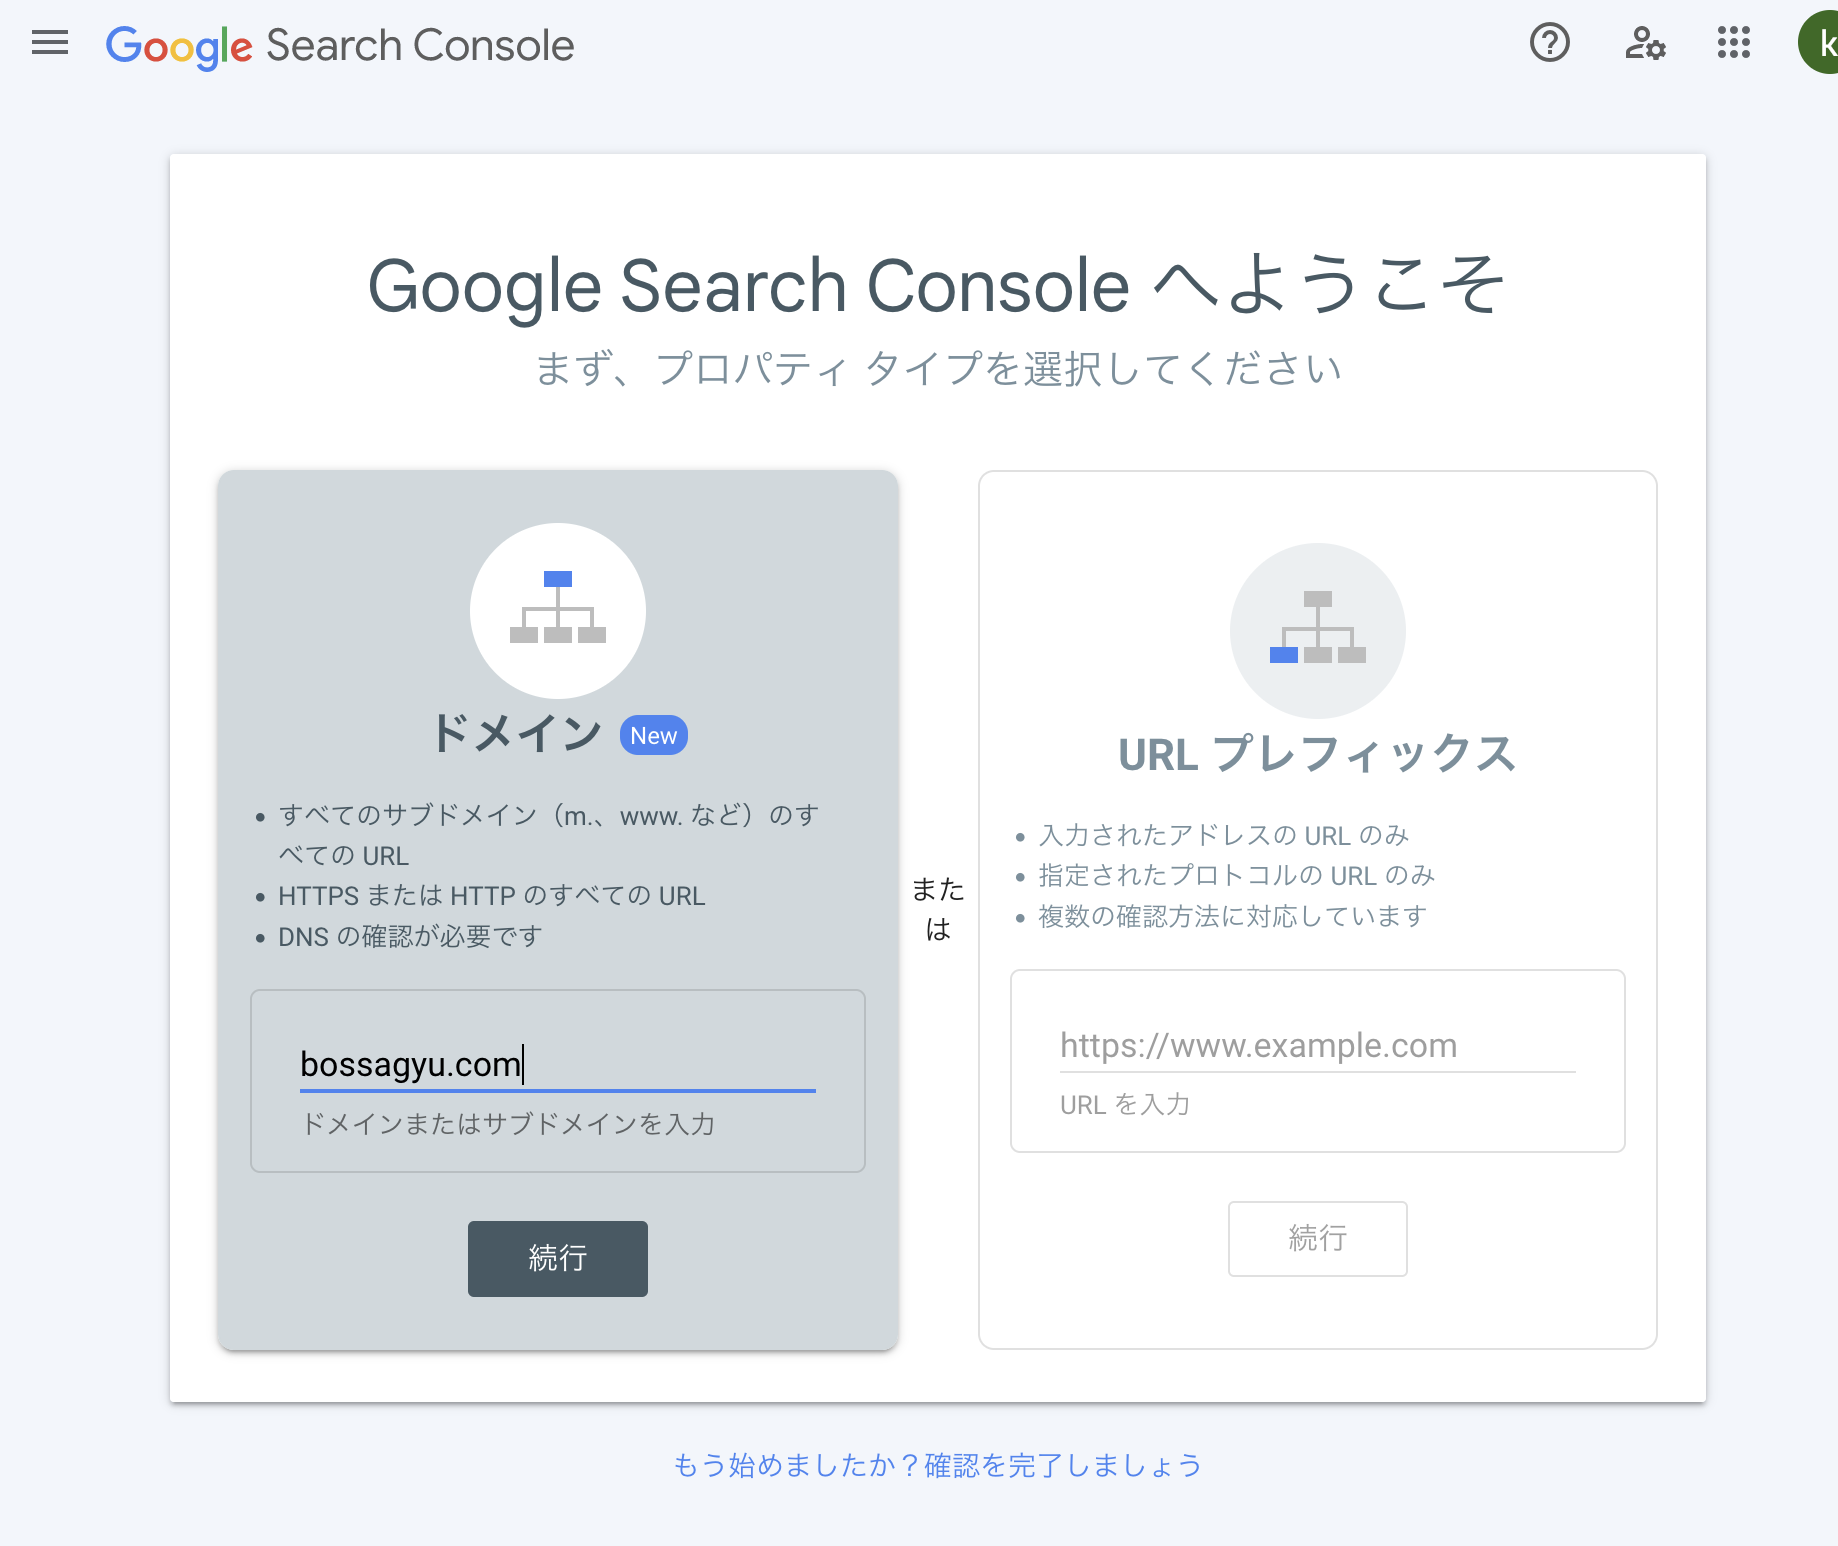 Google Search Console
k
Google Search Console へようこそ
まず、プロパティ タイプを選択してください
ドメイン New
• すべてのサブドメイン（m.、www. など）のす
べての URL
• HTTPS または HTTP のすべての URL
• DNS の確認が必要です
bossagyu.com
ドメインまたはサブドメインを入力
続行
また
は
URL プレフィックス
• 入力されたアドレスの URL のみ
• 指定されたプロトコルの URL のみ
• 複数の確認方法に対応しています
https://www.example.com
URL を入力
続行
もう始めましたか？確認を完了しましょう